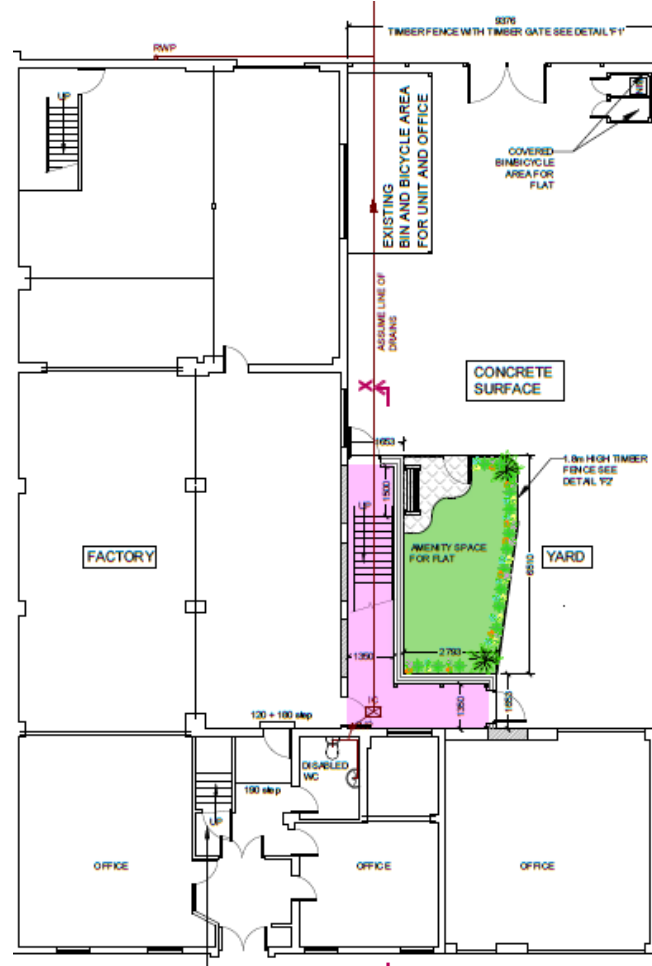 9376
TIMBER FENCE WITH TIMBER GATE SEE DETAIL 'F1'
RWP
UP
EXISTING
BIN AND BICYCLE AREA
FOR UNIT AND OFFICE
COVERED
BIN/BICYCLE
AREA FOR
FLAT
ASSUME LINE OF
DRAINS
CONCRETE
SURFACE
1653
1.8m HIGH TIMBER
FENCE SEE
DETAIL 'F2'
1500
UP
AMENITY SPACE
FOR FLAT
FACTORY
YARD
6510
1350
2793
IC
1350
1653
120 + 180 step
DISABLED
WC
190 step
UP
OFFICE
OFFICE
OFFICE